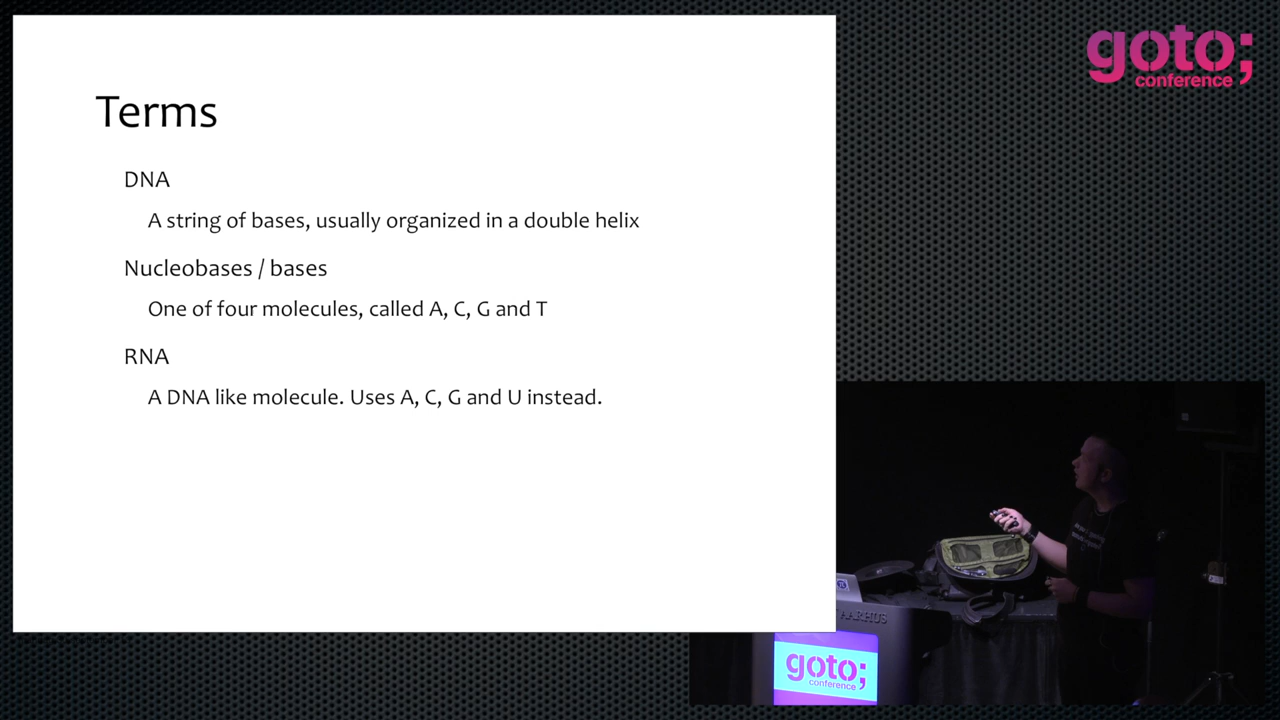 Terms
DNA
A string of bases, usually organized in a double helix
Nucleobases / bases
One of four molecules, called A, C, G and T
RNA
A DNA like molecule. Uses A, C, G and U instead.
goto;
conference
AARHUS
goto;
conference